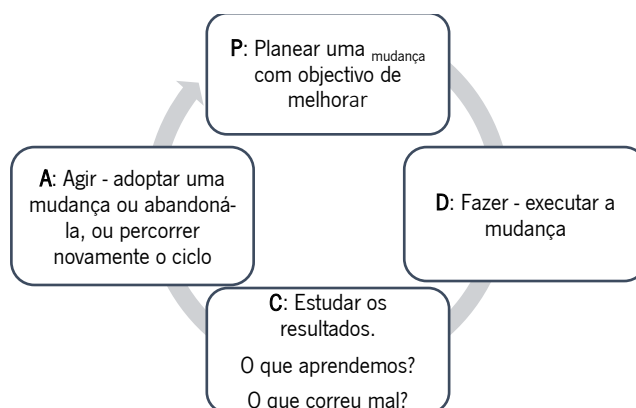 P: Planear uma mudança
com objectivo de
melhorar
D: Fazer - executar a
mudança
C: Estudar os
resultados.
O que aprendemos?
O que correu mal?
A: Agir - adoptar uma
mudança ou abandoná-
la, ou percorrer
novamente o ciclo